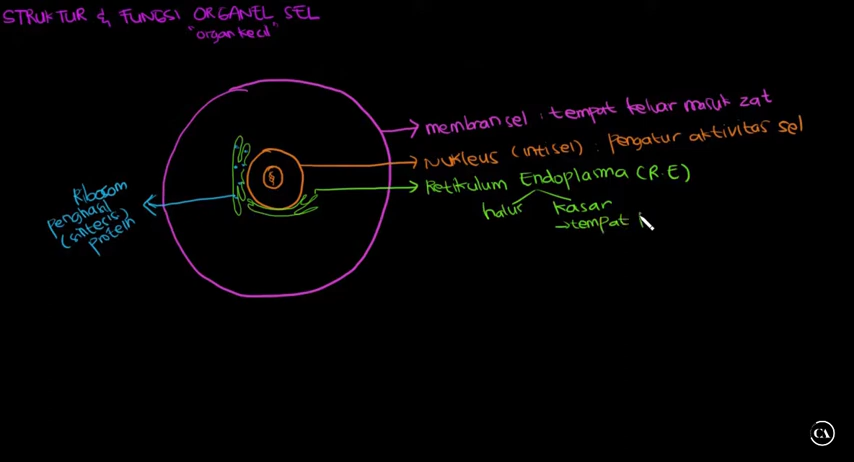 STRUKTUR & FUNGSI ORGANEL SEL
"organ kecil"
membran sel : tempat keluar masuk zat
Nukleus (inti sel) : pengatur aktivitas sel
Retikulum Endoplasma (R.E)
halus
kasar
→ tempat
Ribosom
penghasil
(sintesis)
protein
CA